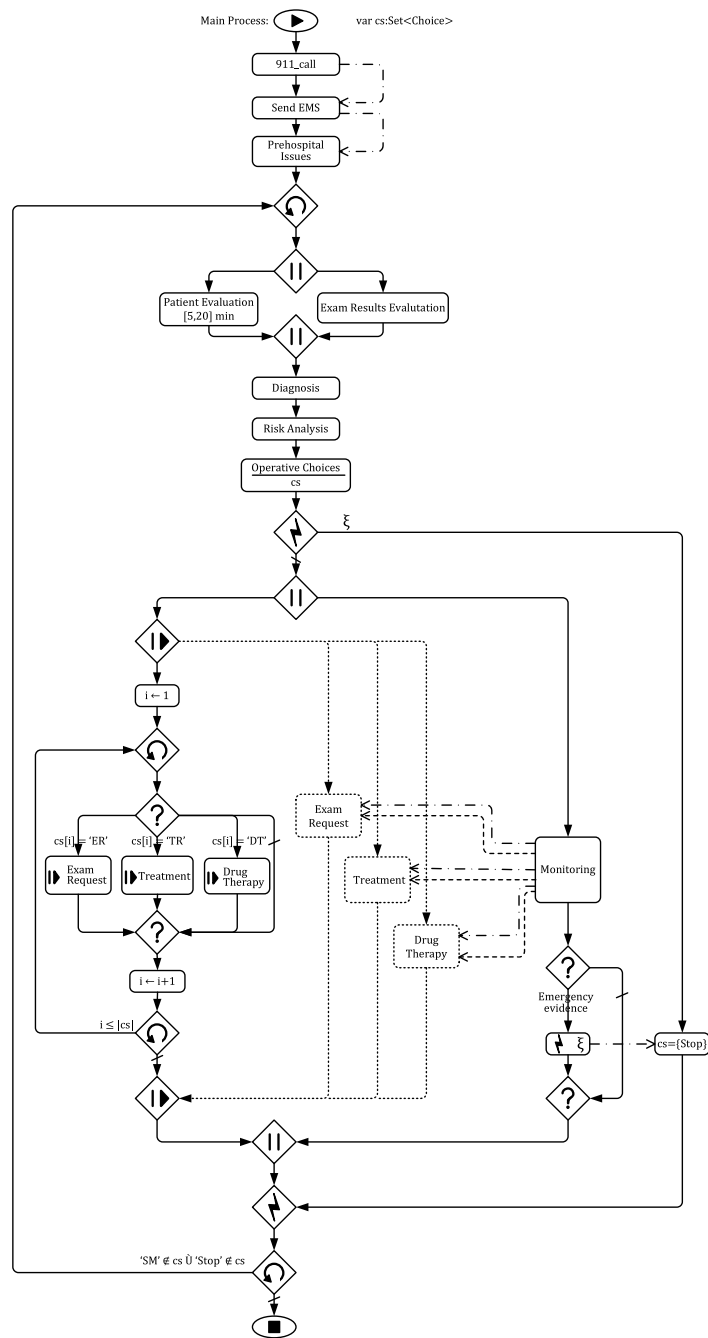 Main Process:
var cs:Set<Choice>
911_call
Send EMS
Prehospital
Issues
Patient Evaluation
[5,20] min
Exam Results Evalutation
Diagnosis
Risk Analysis
Operative Choices
cs
ξ
i ← 1
cs[i] = ‘ER’
cs[i] = ‘TR’
cs[i] = ‘DT’
Exam
Request
Treatment
Drug
Therapy
Exam
Request
Treatment
Drug
Therapy
Monitoring
i ← i+1
i ≤ |cs|
Emergency
evidence
ξ
cs={Stop}
‘SM’ ∉ cs Ù ‘Stop’ ∉ cs